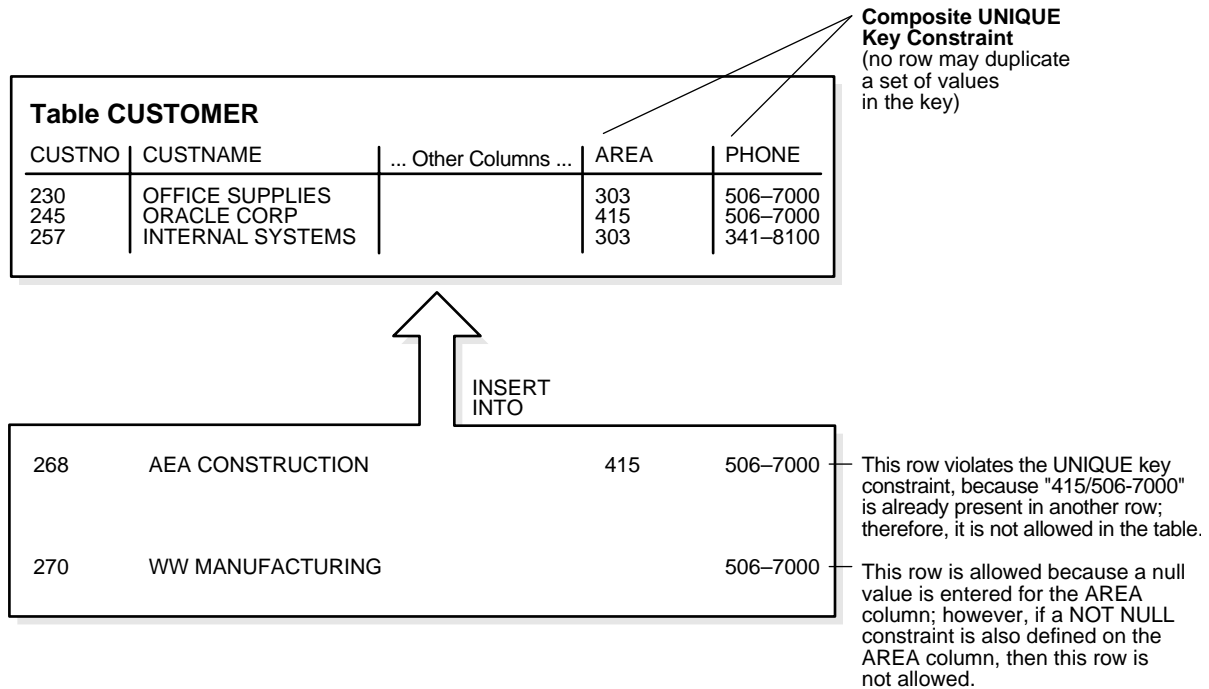 Composite UNIQUE
Key Constraint
(no row may duplicate
a set of values
in the key)
Table CUSTOMER
CUSTNO CUSTNAME ... Other Columns ... AREA PHONE
230 OFFICE SUPPLIES 303 506–7000
245 ORACLE CORP 415 506–7000
257 INTERNAL SYSTEMS 303 341–8100
INSERT
INTO
268 AEA CONSTRUCTION 415 506–7000
This row violates the UNIQUE key
constraint, because "415/506-7000"
is already present in another row;
therefore, it is not allowed in the table.
270 WW MANUFACTURING 506–7000
This row is allowed because a null
value is entered for the AREA
column; however, if a NOT NULL
constraint is also defined on the
AREA column, then this row is
not allowed.